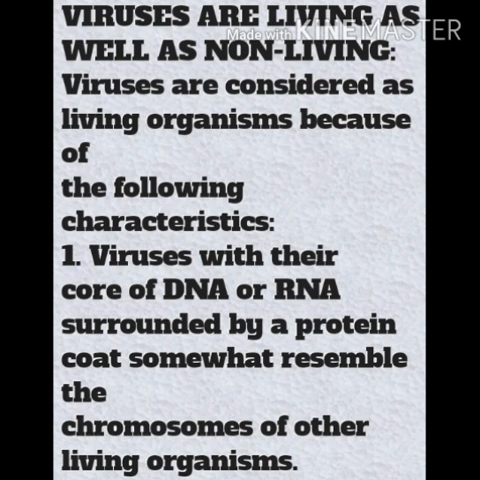 VIRUSES ARE LIVING AS
Made with KINEMASTER
WELL AS NON-LIVING:
Viruses are considered as
living organisms because
of
the following
characteristics:
1. Viruses with their
core of DNA or RNA
surrounded by a protein
coat somewhat resemble
the
chromosomes of other
living organisms.